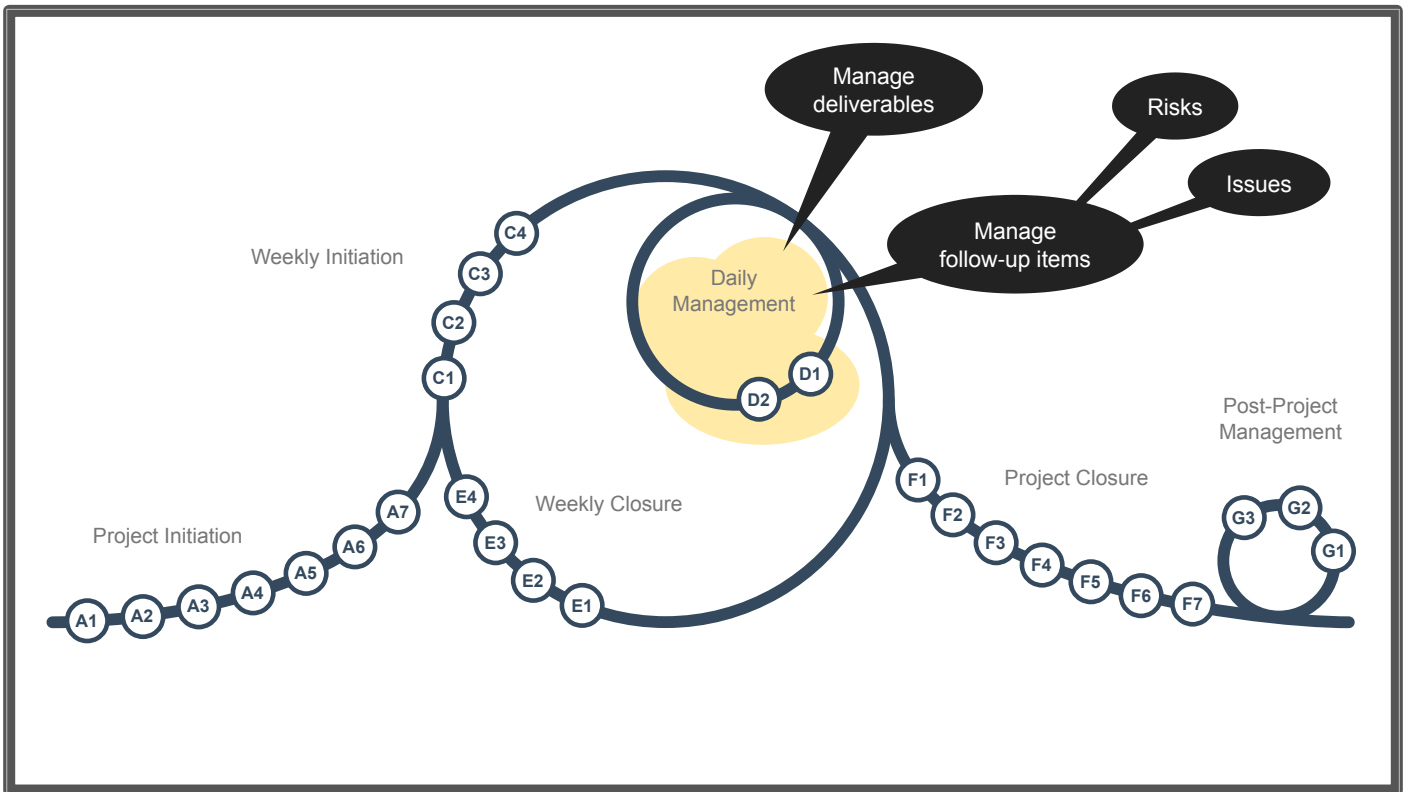 Manage
deliverables
Risks
Issues
Manage
follow-up items
Weekly Initiation
C4
C3
C2
C1
Daily
Management
D1
D2
Post-Project
Management
Project Closure
Weekly Closure
Project Initiation
A1
A2
A3
A4
A5
A6
A7
E4
E3
E2
E1
F1
F2
F3
F4
F5
F6
F7
G3
G2
G1